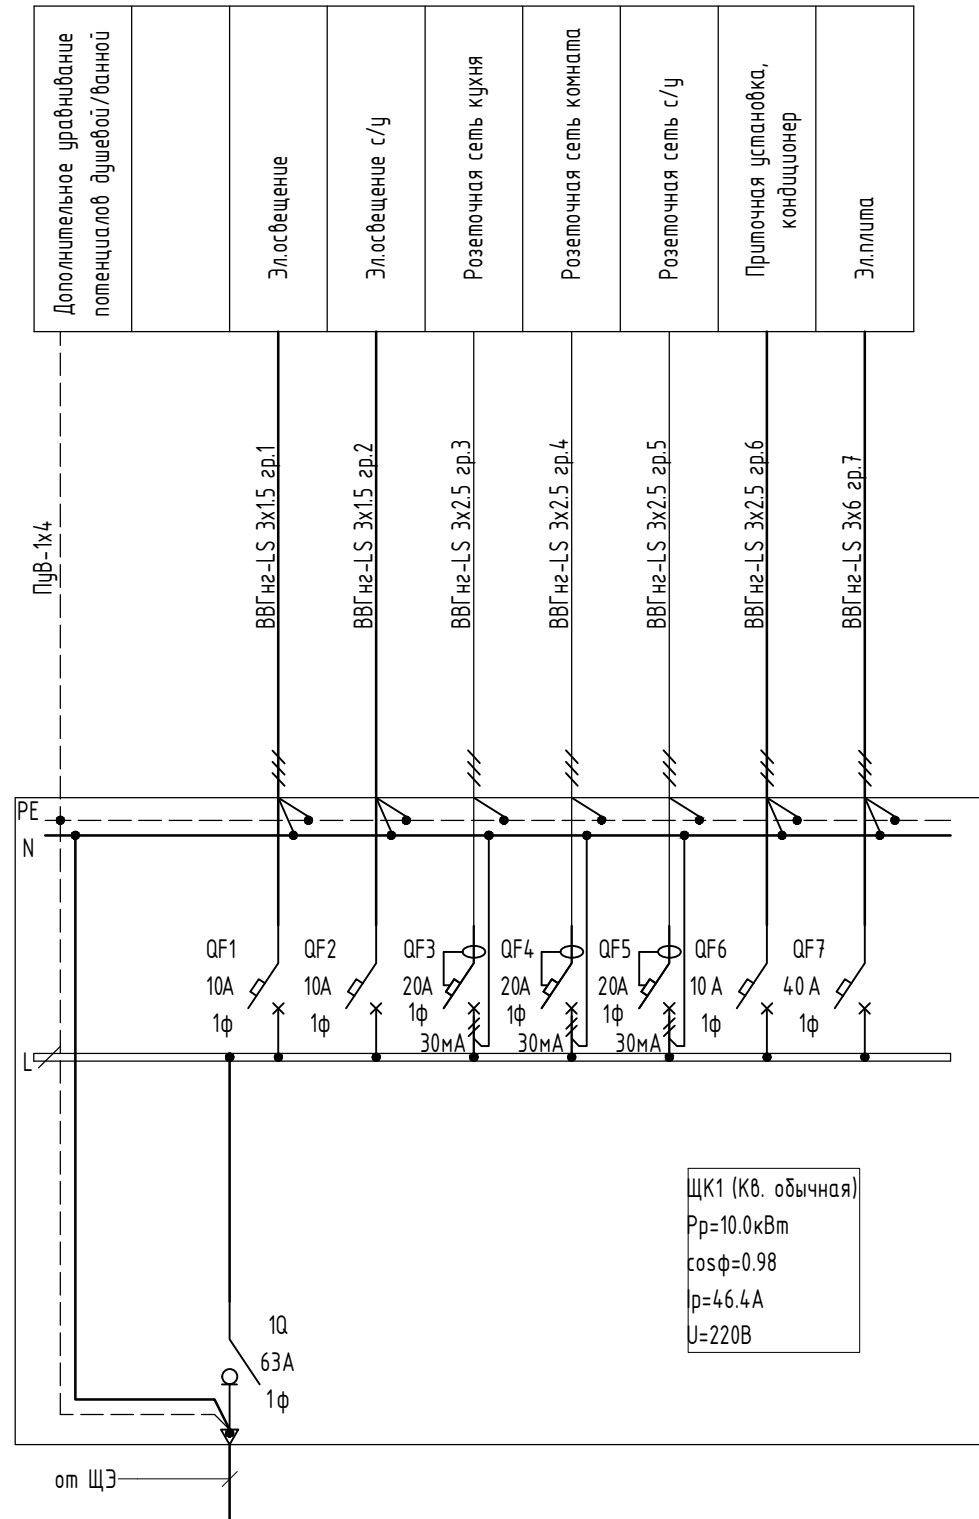 Дополнительное уравнивание
потенциалов душевой/ванной
Эл.освещение
Эл.освещение с/у
Розеточная сеть кухня
Розеточная сеть комната
Розеточная сеть с/у
Приточная установка,
кондиционер
Эл.плита
ПуВ-1х4
ВВГнг-LS 3х1.5 гр.1
ВВГнг-LS 3х1.5 гр.2
ВВГнг-LS 3х2.5 гр.3
ВВГнг-LS 3х2.5 гр.4
ВВГнг-LS 3х2.5 гр.5
ВВГнг-LS 3х2.5 гр.6
ВВГнг-LS 3х6 гр.7
PE
N
QF1
10А
1ф
QF2
10А
1ф
QF3
20А
1ф
30мА
QF4
20А
1ф
30мА
QF5
20А
1ф
30мА
QF6
10 А
1ф
QF7
40 А
1ф
L
ЩК1 (Кв. обычная)
Рр=10.0кВт
cosф=0.98
Iр=46.4А
U=220В
1Q
63А
1ф
от ЩЭ